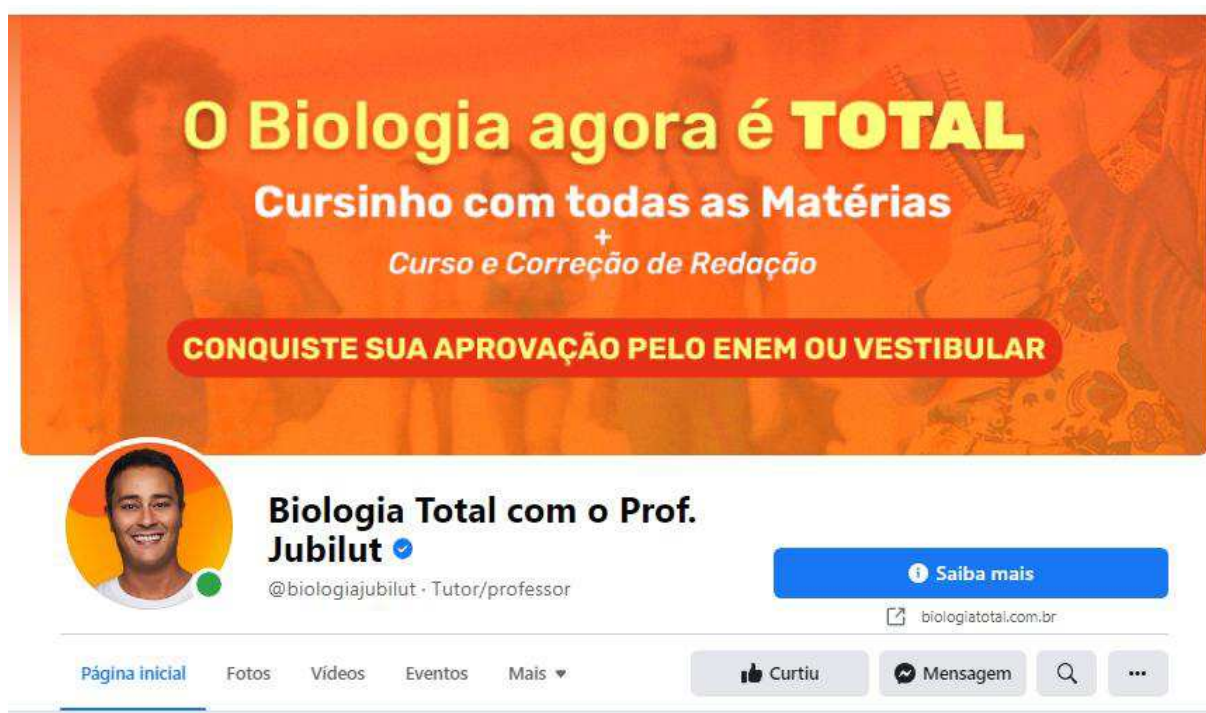 O Biologia agora é TOTAL
Cursinho com todas as Matérias
+
Curso e Correção de Redação
CONQUISTE SUA APROVAÇÃO PELO ENEM OU VESTIBULAR
Biologia Total com o Prof.
Jubilut
@biologiajubilut · Tutor/professor
Saiba mais
biologiatotal.com.br
Página inicial Fotos Vídeos Eventos Mais Curtiu Mensagem